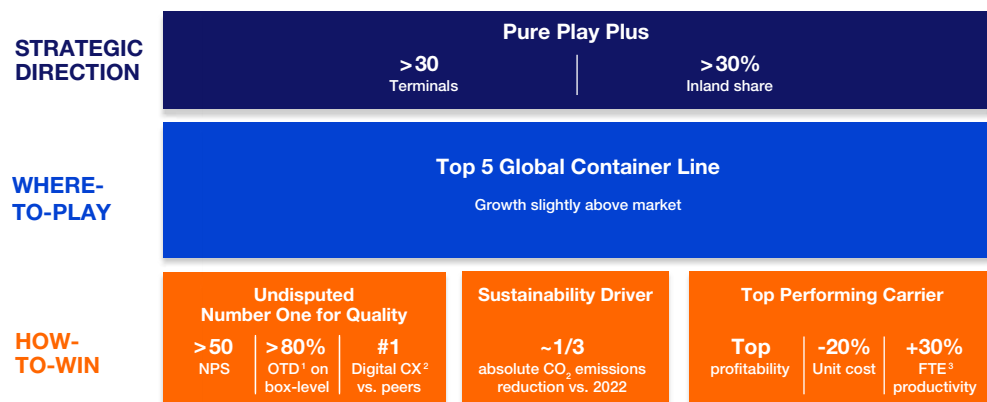 STRATEGIC
DIRECTION
Pure Play Plus
>30
Terminals
>30%
Inland share
WHERE-
TO-PLAY
Top 5 Global Container Line
Growth slightly above market
HOW-
TO-WIN
Undisputed
Number One for Quality
>50
NPS
>80%
OTD¹ on
box-level
#1
Digital CX²
vs. peers
Sustainability Driver
~1/3
absolute CO₂ emissions
reduction vs. 2022
Top Performing Carrier
Top
profitability
-20%
Unit cost
+30%
FTE³
productivity